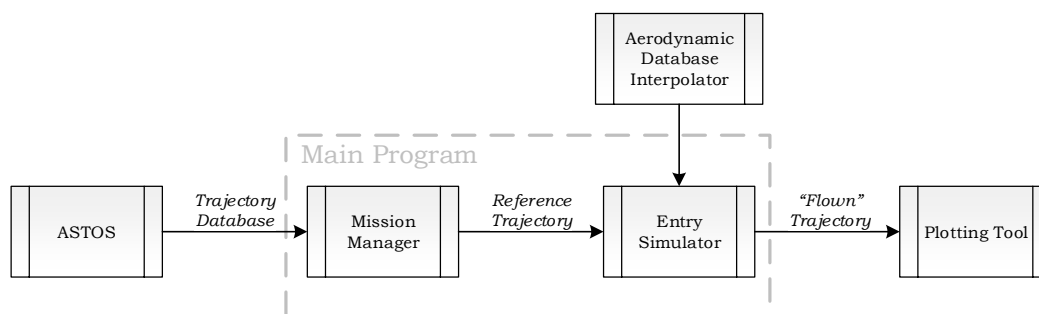 Aerodynamic
Database
Interpolator
Main Program
ASTOS
Trajectory
Database
Mission
Manager
Reference
Trajectory
Entry
Simulator
“Flown”
Trajectory
Plotting Tool